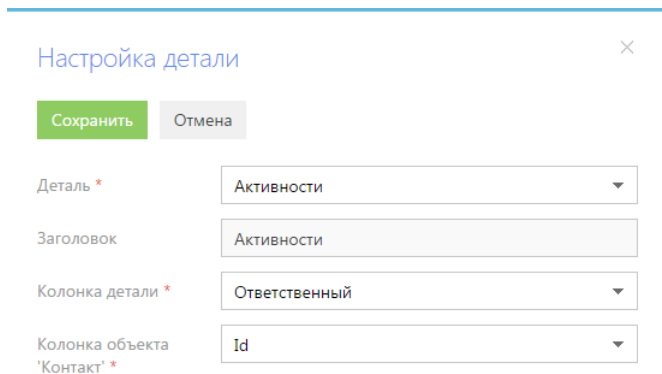 Настройка детали
Сохранить Отмена
Деталь * Активности
Заголовок Активности
Колонка детали * Ответственный
Колонка объекта Id
'Контакт' *